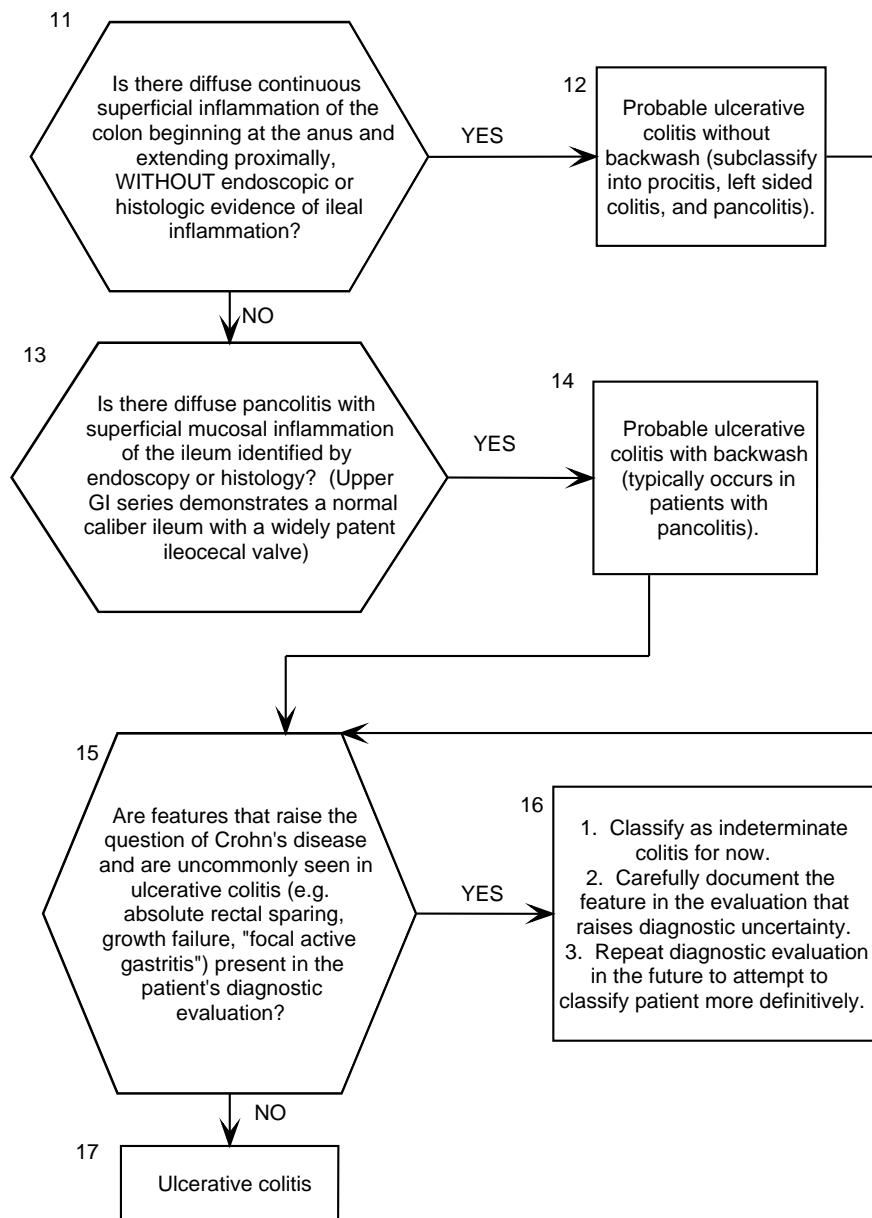 11
Is there diffuse continuous
superficial inflammation of the
colon beginning at the anus and
extending proximally,
WITHOUT endoscopic or
histologic evidence of ileal
inflammation?
YES
12
Probable ulcerative
colitis without
backwash (subclassify
into procitis, left sided
colitis, and pancolitis).
NO
13
Is there diffuse pancolitis with
superficial mucosal inflammation
of the ileum identified by
endoscopy or histology? (Upper
GI series demonstrates a normal
caliber ileum with a widely patent
ileocecal valve)
YES
14
Probable ulcerative
colitis with backwash
(typically occurs in
patients with
pancolitis).
15
Are features that raise the
question of Crohn's disease
and are uncommonly seen in
ulcerative colitis (e.g.
absolute rectal sparing,
growth failure, "focal active
gastritis") present in the
patient's diagnostic
evaluation?
YES
16
1. Classify as indeterminate
colitis for now.
2. Carefully document the
feature in the evaluation that
raises diagnostic uncertainty.
3. Repeat diagnostic evaluation
in the future to attempt to
classify patient more definitively.
NO
17
Ulcerative colitis